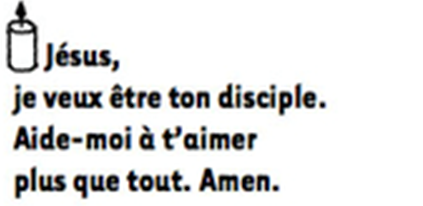 Jésus,
je veux être ton disciple.
Aide-moi à t'aimer
plus que tout. Amen.